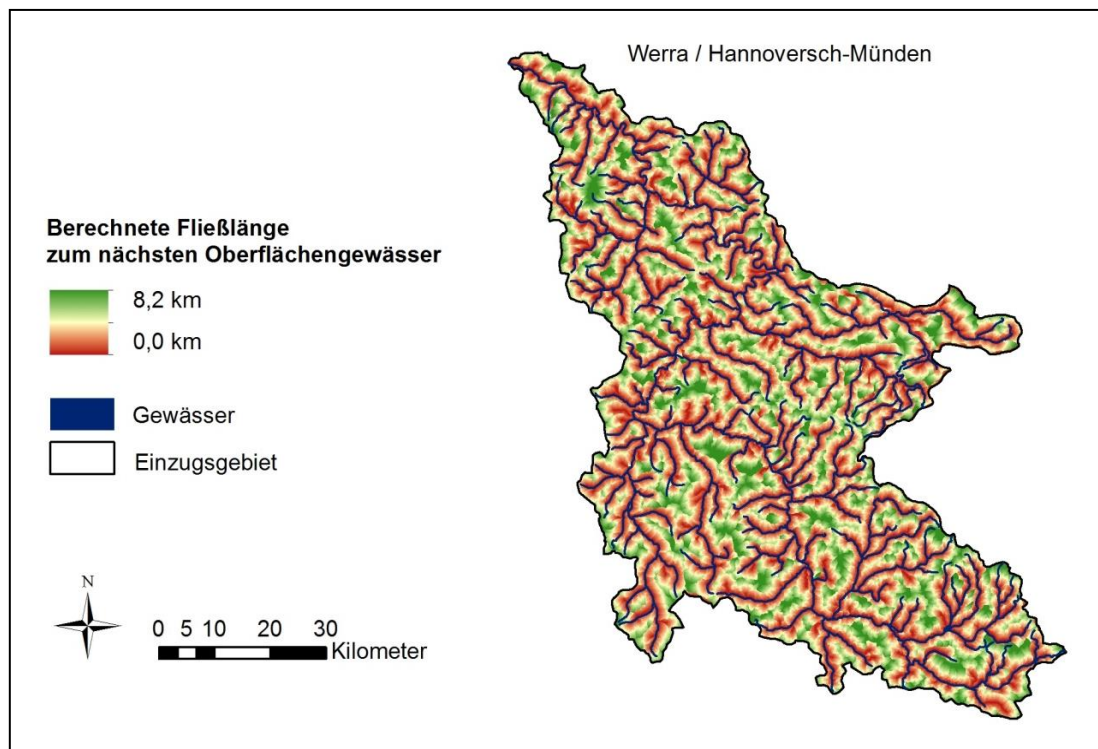 Werra / Hannoversch-Münden
Berechnete Fließlänge
zum nächsten Oberflächengewässer
8,2 km
0,0 km
Gewässer
Einzugsgebiet
N
0 5 10 20 30
Kilometer